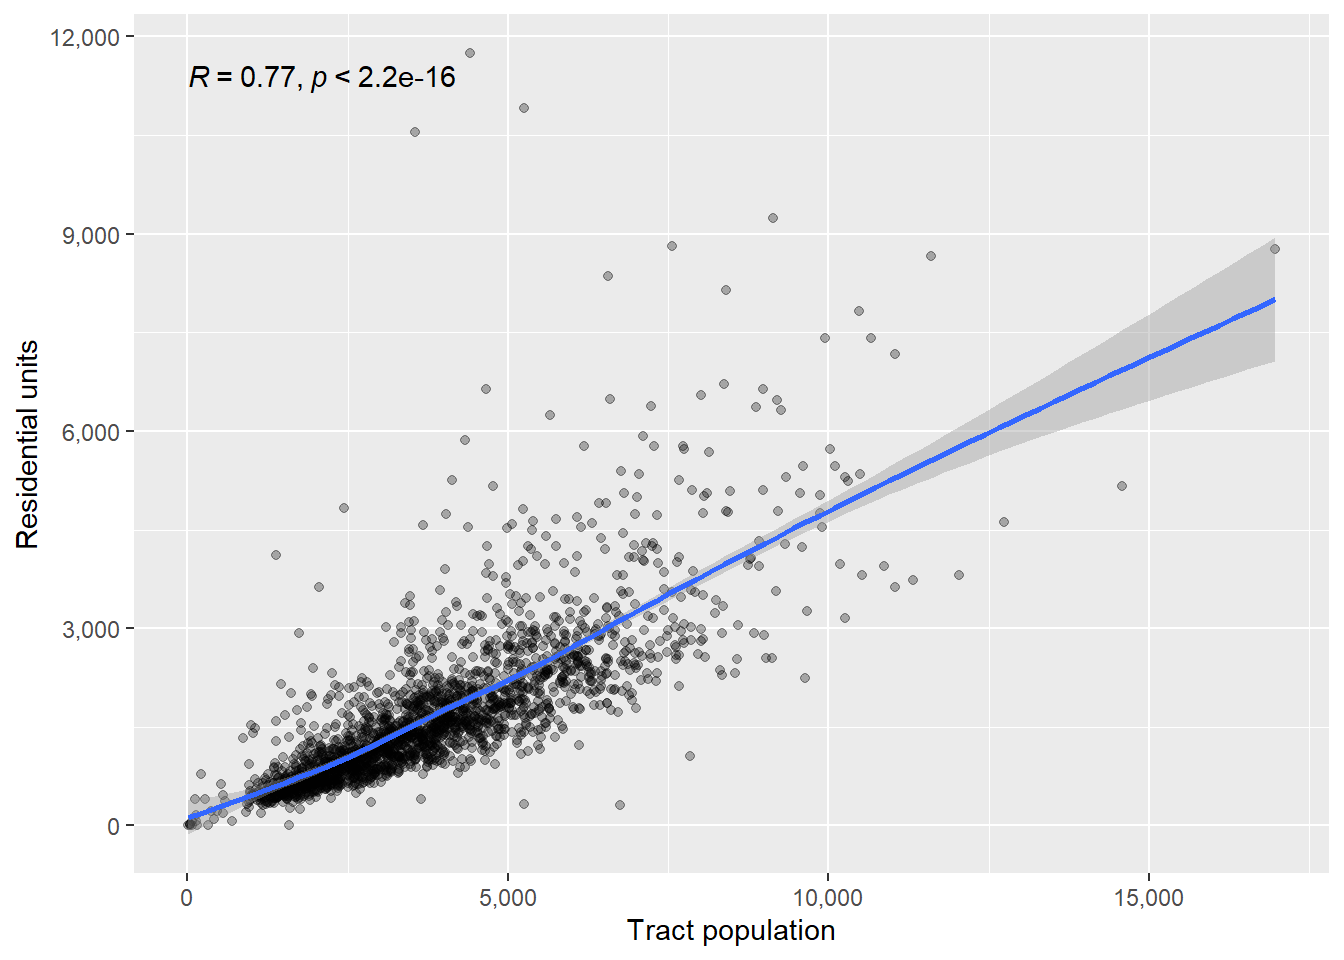 12,000
R = 0.77, p < 2.2e-16
9,000
6,000
3,000
0
Residential units
0 5,000 10,000 15,000
Tract population